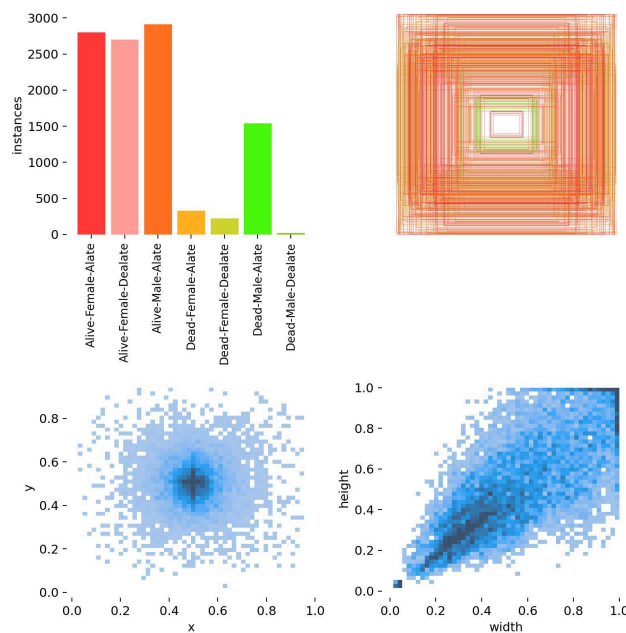 3000
2500
2000
1500
1000
500
0
instances
Alive-Female-Alate
Alive-Female-Dealate
Alive-Male-Alate
Dead-Female-Alate
Dead-Female-Dealate
Dead-Male-Alate
Dead-Male-Dealate
0.8
0.6
0.4
0.2
0.0
y
0.0 0.2 0.4 0.6 0.8 1.0
x
1.0
0.8
0.6
0.4
0.2
0.0
height
0.0 0.2 0.4 0.6 0.8 1.0
width